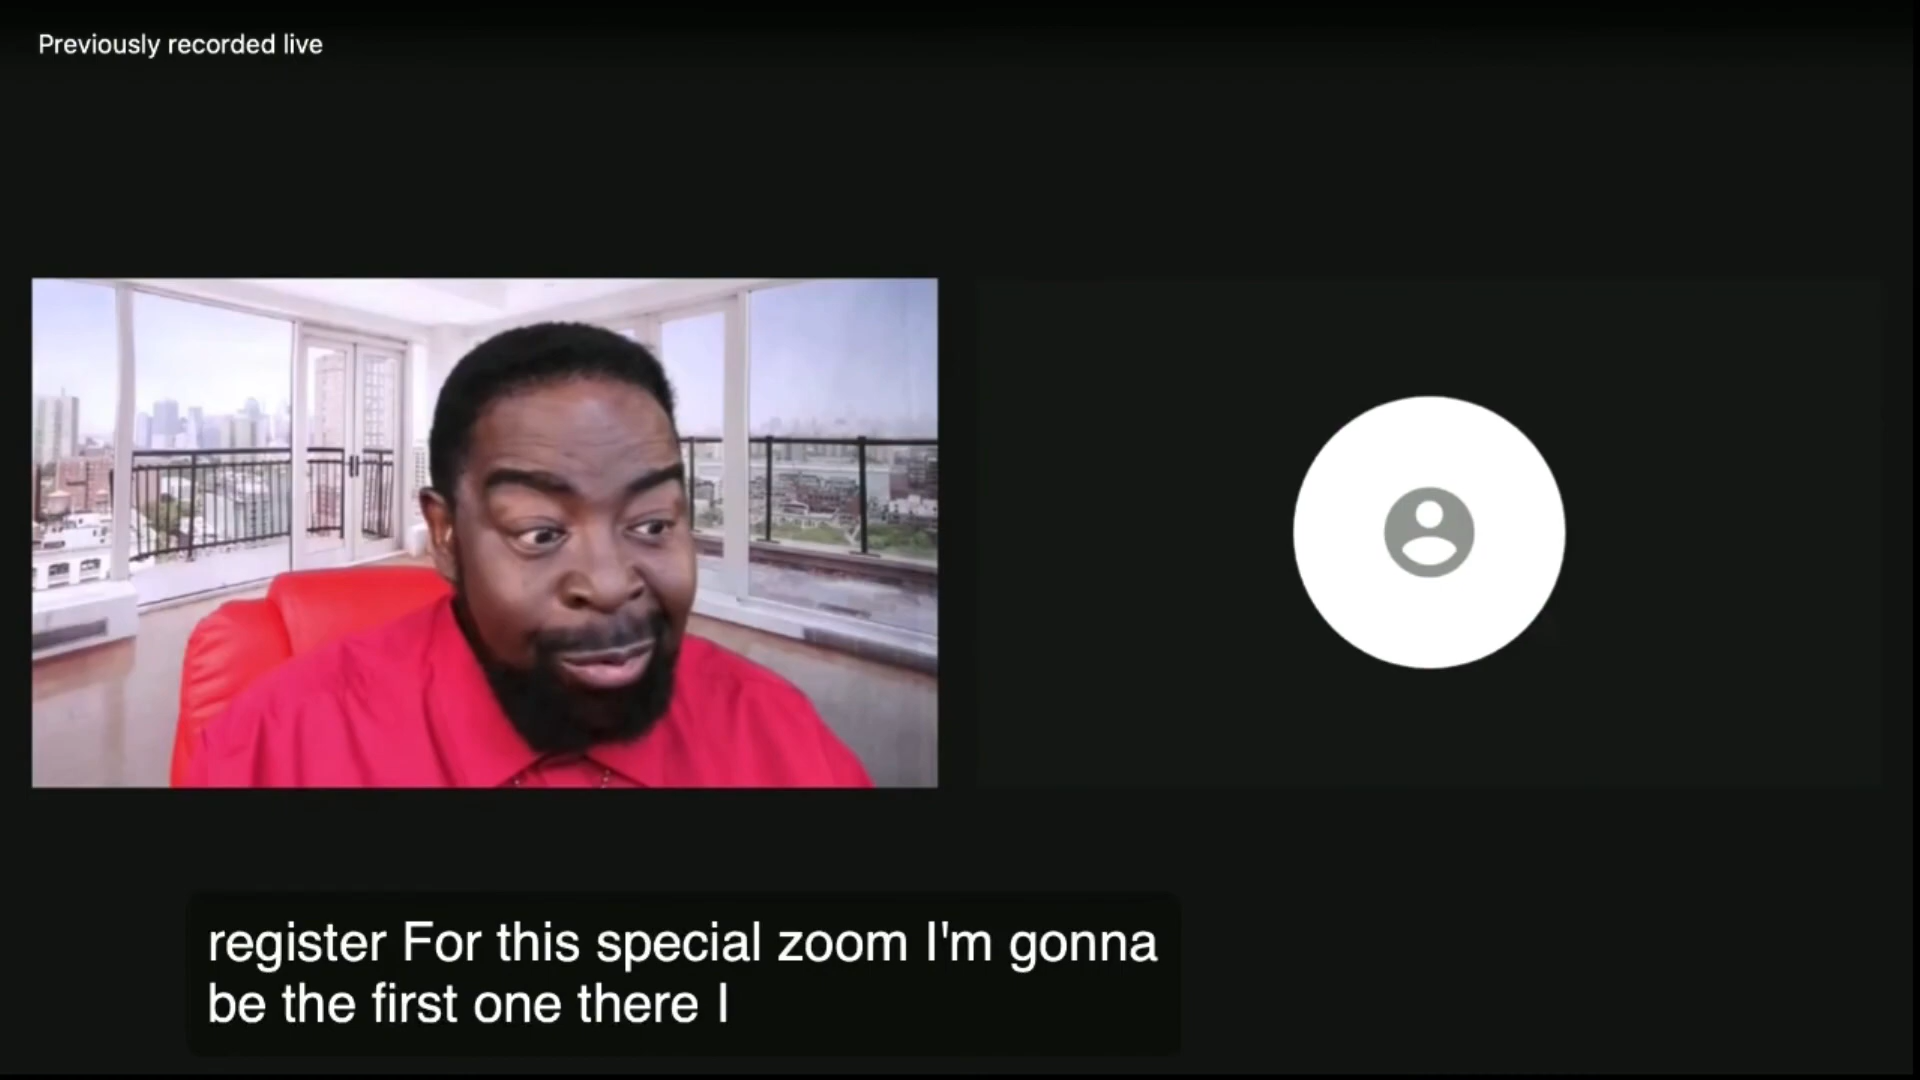 Previously recorded live
register For this special zoom I'm gonna
be the first one there I